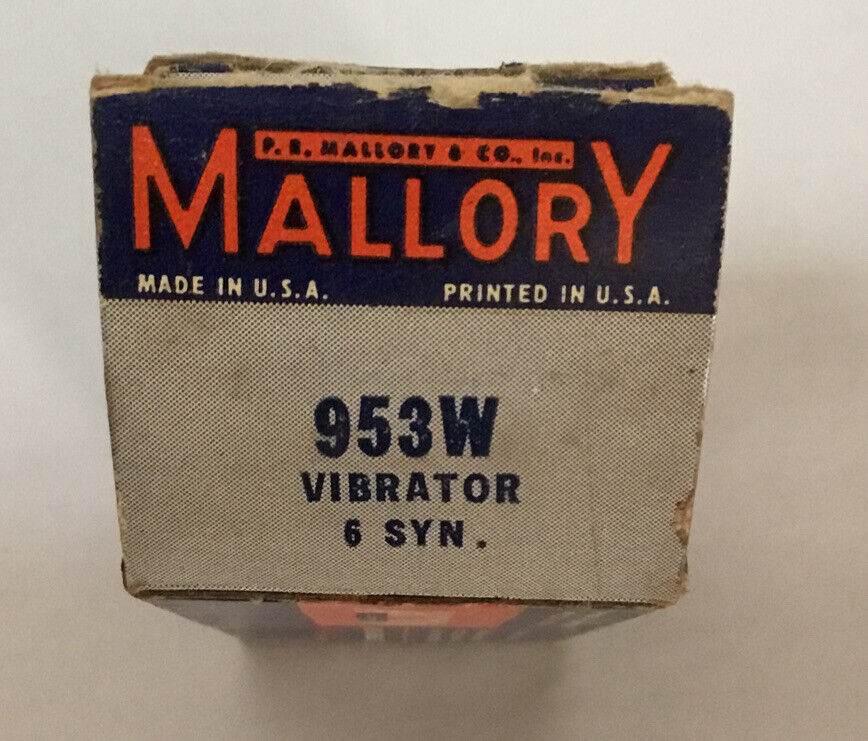 P. R. MALLORY & CO., Inc.
MALLORY
MADE IN U.S.A. PRINTED IN U.S.A.
953W
VIBRATOR
6 SYN.